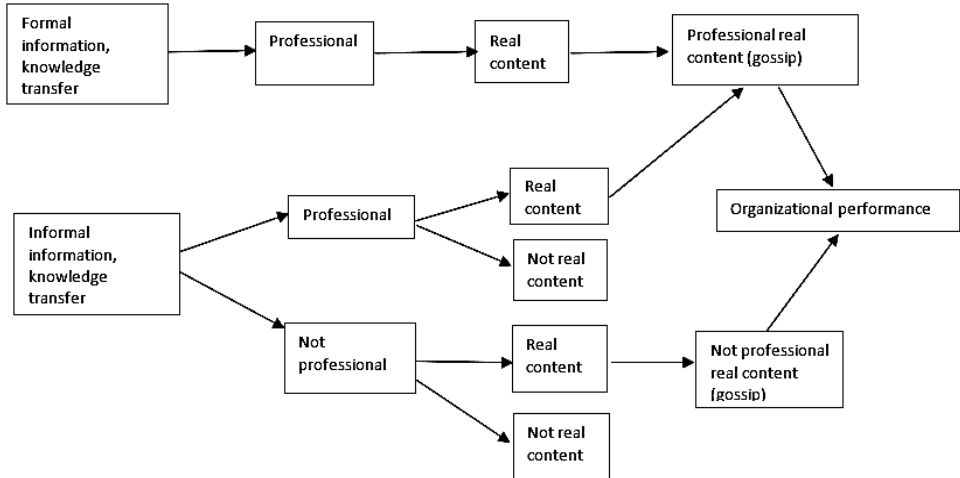 Formal
information,
knowledge
transfer
Professional
Real
content
Professional real
content (gossip)
Informal
information,
knowledge
transfer
Professional
Real
content
Not real
content
Organizational performance
Not
professional
Real
content
Not real
content
Not professional
real content
(gossip)